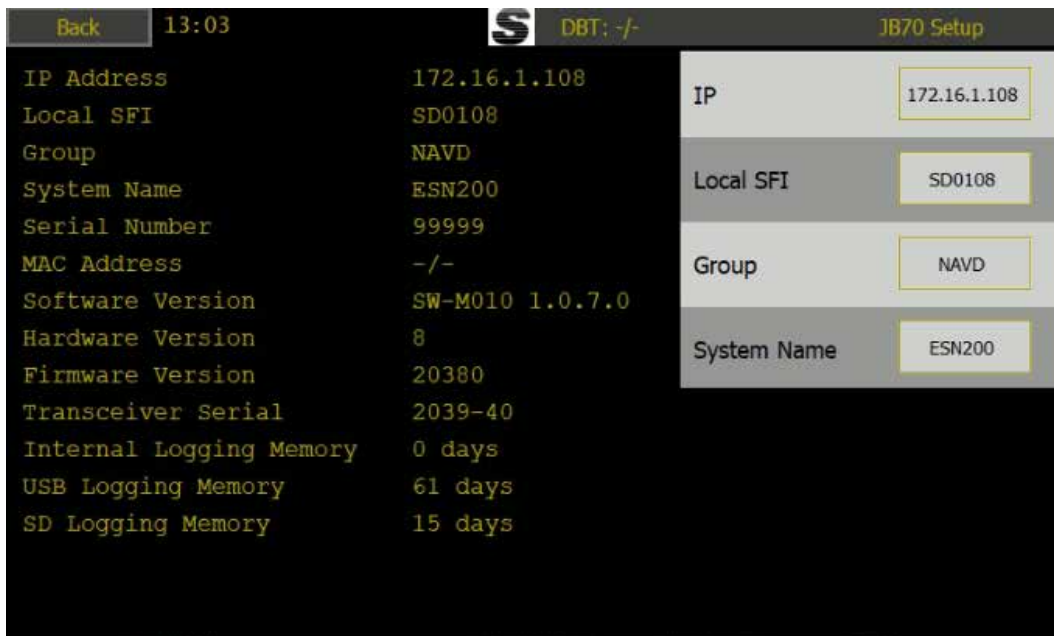 Back 13:03 S DBT: -/- JB70 Setup
IP Address 172.16.1.108
Local SFI SD0108
Group NAVD
System Name ESN200
Serial Number 99999
MAC Address -/-
Software Version SW-M010 1.0.7.0
Hardware Version 8
Firmware Version 20380
Transceiver Serial 2039-40
Internal Logging Memory 0 days
USB Logging Memory 61 days
SD Logging Memory 15 days
IP 172.16.1.108
Local SFI SD0108
Group NAVD
System Name ESN200